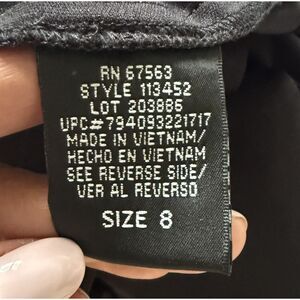 RN 67563
STYLE 113452
LOT 203886
UPC#794093221717
MADE IN VIETNAM/
HECHO EN VIETNAM
SEE REVERSE SIDE/
VER AL REVERSO
SIZE 8